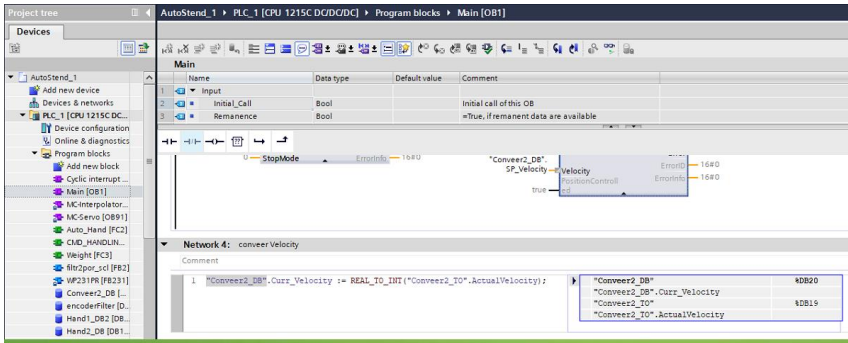 Project tree
AutoStend_1 ▸ PLC_1 [CPU 1215C DC/DC/DC] ▸ Program blocks ▸ Main [OB1]
Devices
Main
Name Data type Default value Comment
1 Input
2 Initial_Call Bool Initial call of this OB
3 Remanence Bool =True, if remanent data are available
AutoStend_1
Add new device
Devices & networks
PLC_1 [CPU 1215C DC...
Device configuration
Online & diagnostics
Program blocks
Add new block
Cyclic interrupt ...
Main [OB1]
MC-Interpolator...
MC-Servo [OB91]
Auto_Hand [FC2]
CMD_HANDLIN...
Weight [FC3]
filtr2por_scl [FB2]
WP231PR [FB231]
Conveer2_DB [...
encoderFilter [D...
Hand1_DB2 [DB...
Hand2_DB [DB1...
0 StopMode ErrorInfo 16#0
"Conveer2_DB".
SP_Velocity Velocity
ErrorID 16#0
PositionControll ErrorInfo 16#0
true ed
Network 4: conveer Velocity
Comment
1 "Conveer2_DB".Curr_Velocity := REAL_TO_INT("Conveer2_TO".ActualVelocity);
"Conveer2_DB" %DB20
"Conveer2_DB".Curr_Velocity
"Conveer2_TO" %DB19
"Conveer2_TO".ActualVelocity